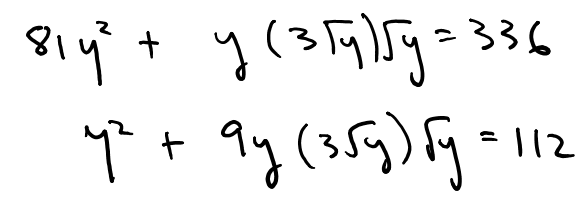 81y² + y(3√y)√y = 336
y² + 9y(3√y)√y = 112